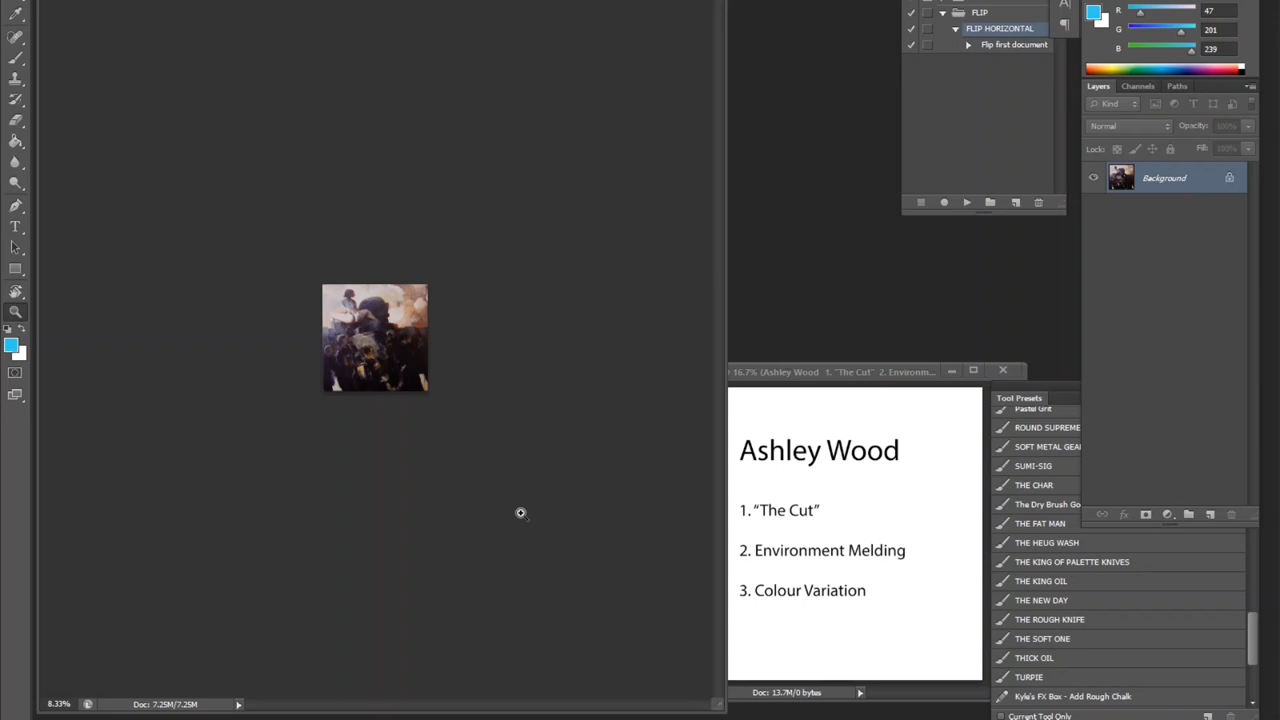 FLIP
FLIP HORIZONTAL
Flip first document
R
47
G
201
B
239
Layers
Channels
Paths
Kind
Normal
Opacity:
100%
Lock:
Fill:
100%
Background
16.7% (Ashley Wood 1. "The Cut" 2. Environm...
Ashley Wood
1. “The Cut”
2. Environment Melding
3. Colour Variation
Doc: 13.7M/0 bytes
Tool Presets
Pastel Grit
ROUND SUPREME
SOFT METAL GEA
SUMI-SIG
THE CHAR
The Dry Brush Go
THE FAT MAN
THE HEUG WASH
THE KING OF PALETTE KNIVES
THE KING OIL
THE NEW DAY
THE ROUGH KNIFE
THE SOFT ONE
THICK OIL
TURPIE
Kyle's FX Box - Add Rough Chalk
Current Tool Only
8.33%
Doc: 7.25M/7.25M